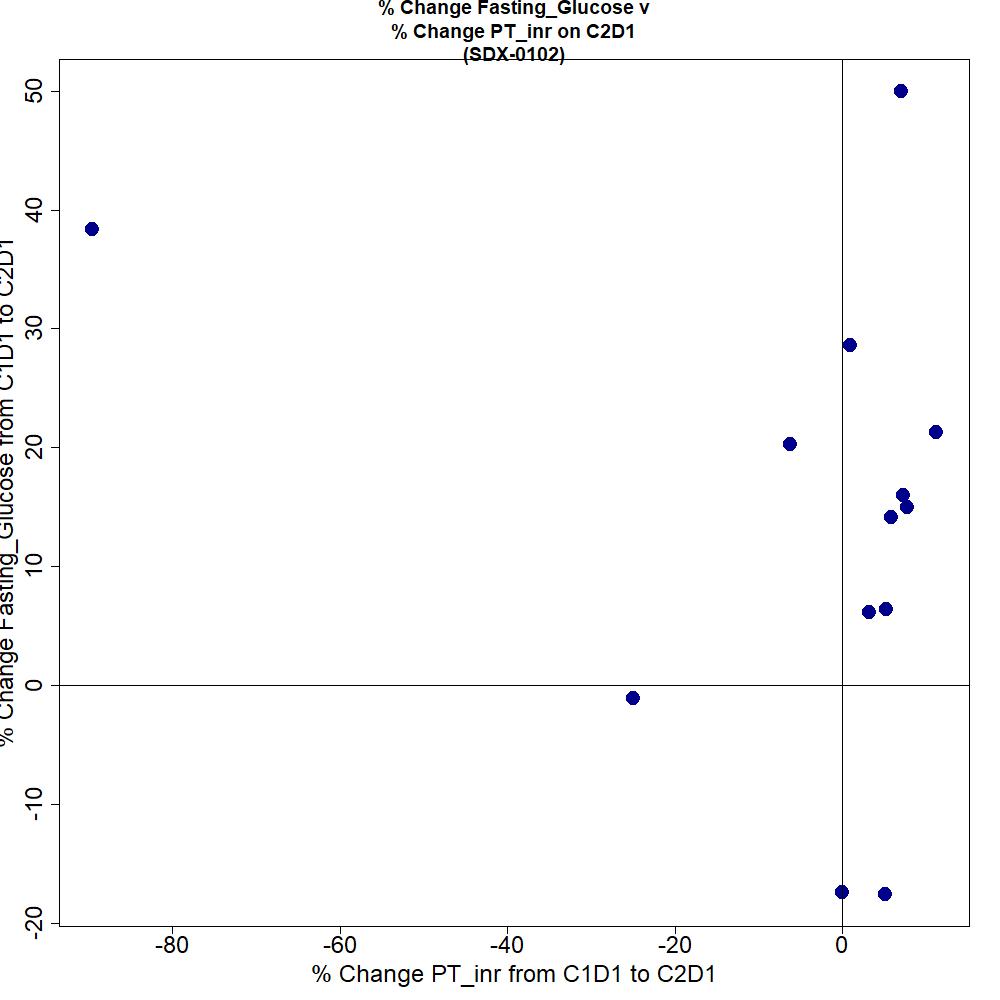 % Change Fasting_Glucose v
% Change PT_inr on C2D1
(SDX-0102)
% Change Fasting_Glucose from C1D1 to C2D1
50
40
30
20
10
0
-10
-20
-80
-60
-40
-20
0
% Change PT_inr from C1D1 to C2D1